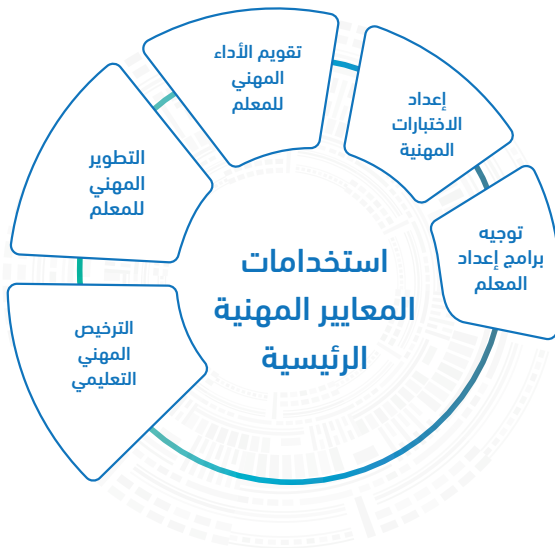 استخدامات
المعايير المهنية
الرئيسية
توجيه
برامج إعداد
المعلم
إعداد
الاختبارات
المهنية
تقويم الأداء
المهني
للمعلم
التطوير
المهني
للمعلم
الترخيص
المهني
التعليمي